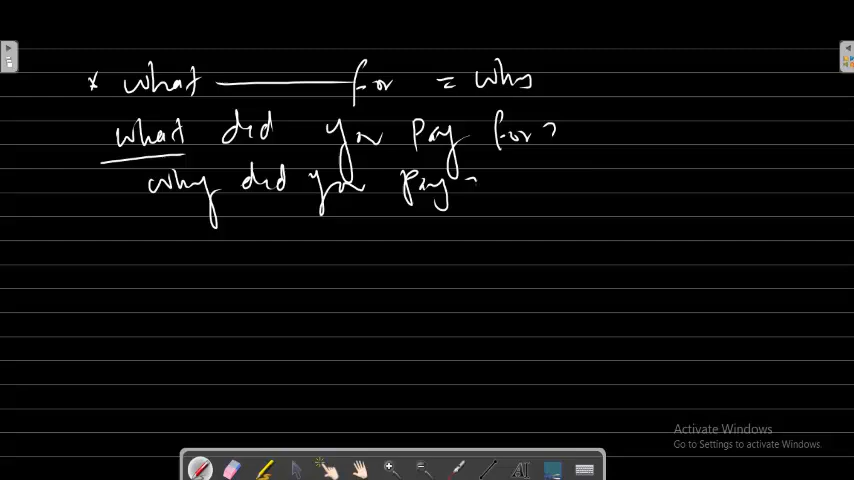 * what ——— for = why
what did you pay for?
why did you pay -
Activate Windows
Go to Settings to activate Windows.